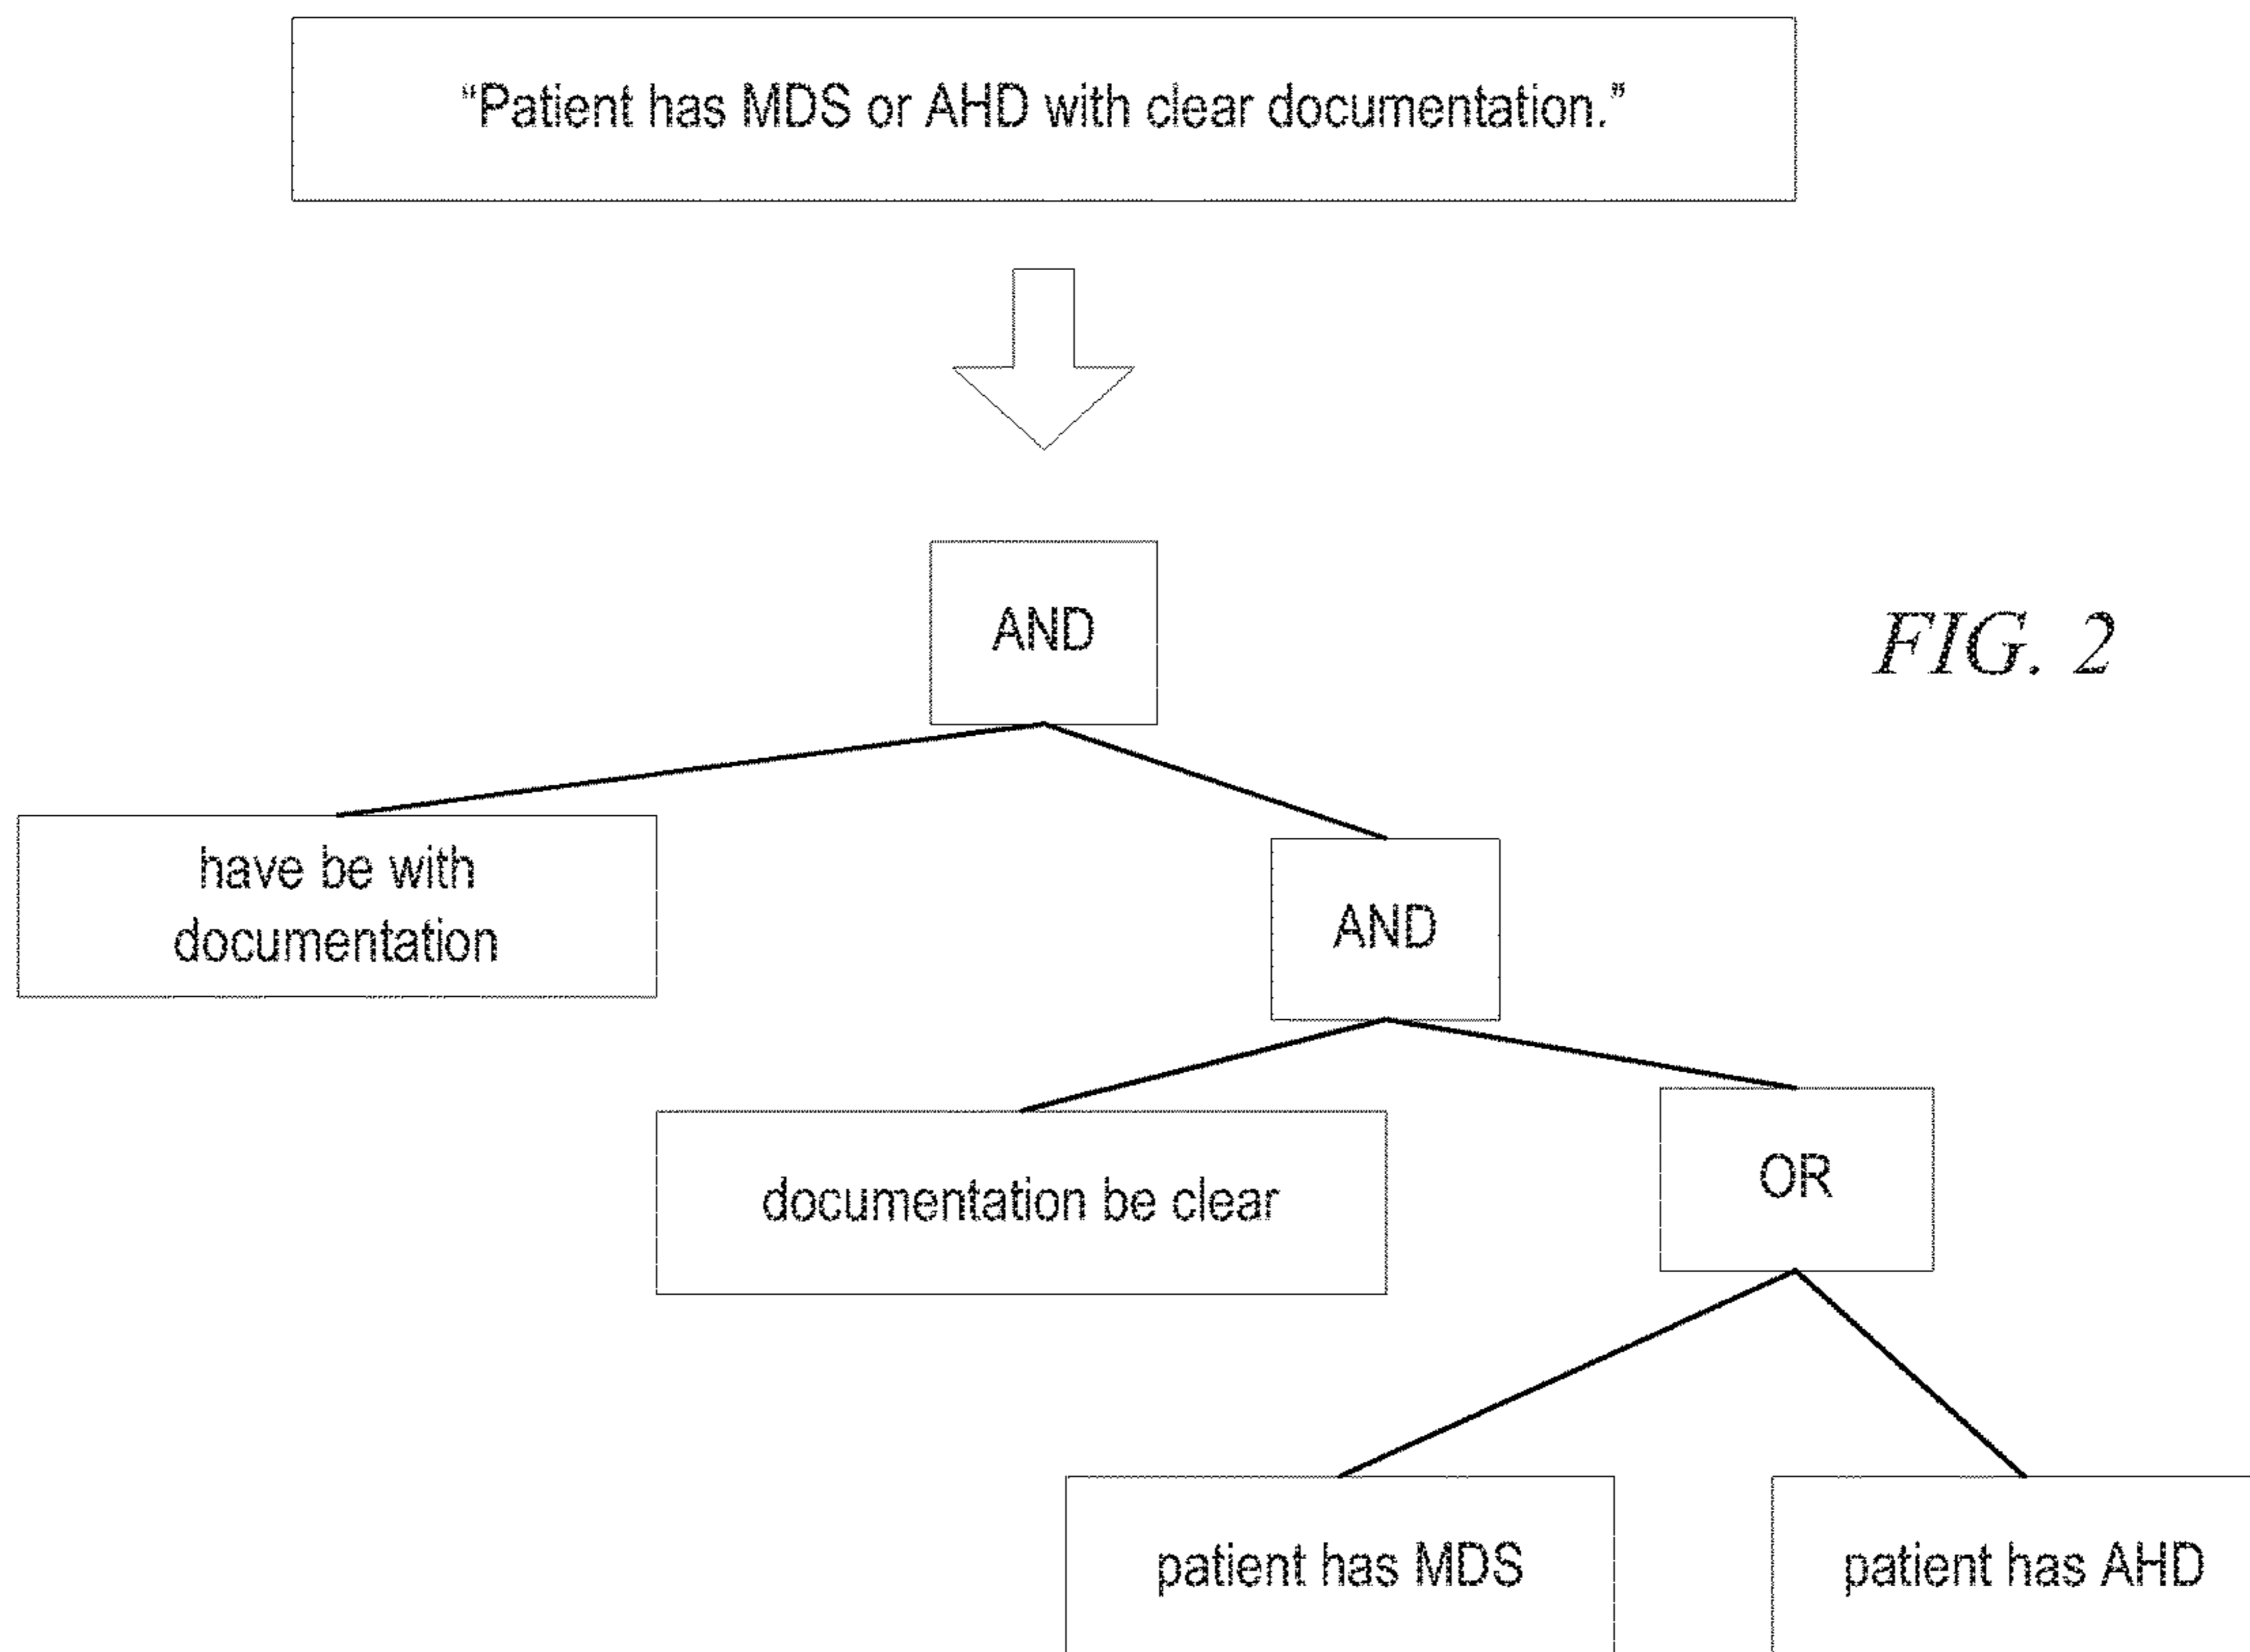 “Patient has MDS or AHD with clear documentation.”
AND
FIG. 2
have be with
documentation
AND
documentation be clear
OR
patient has MDS
patient has AHD